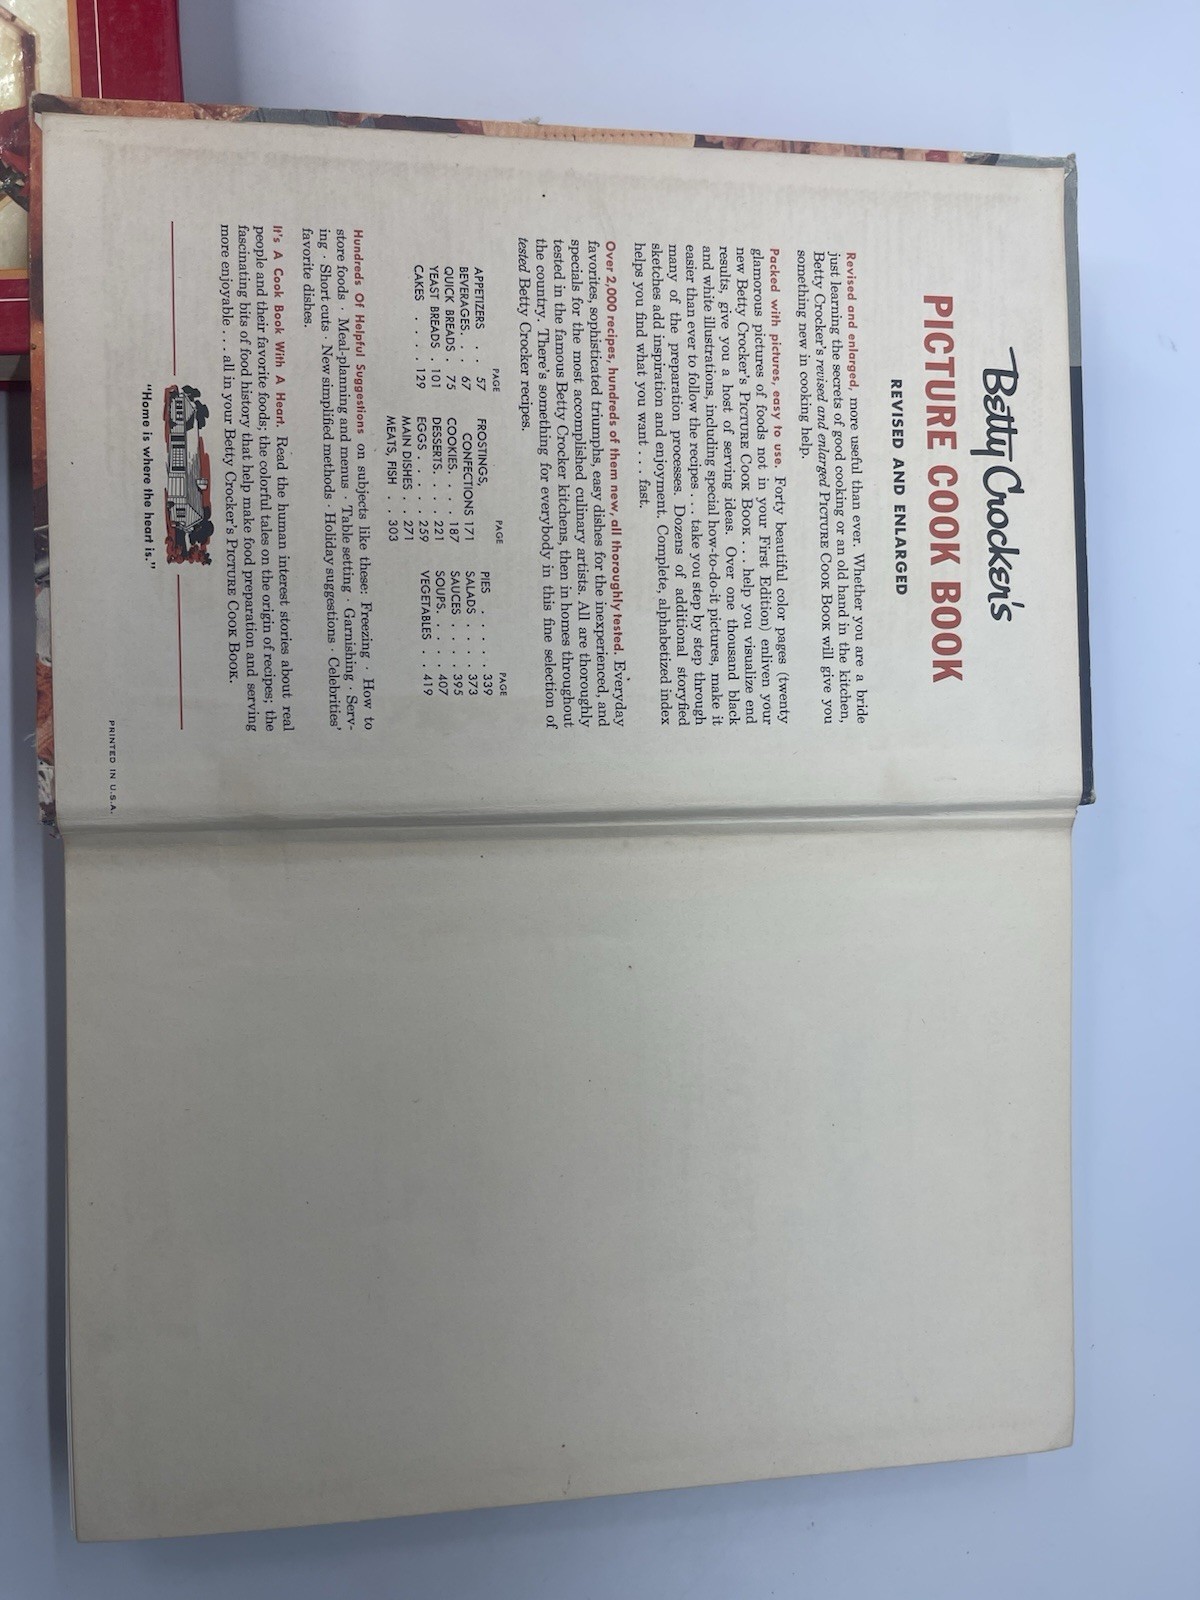 Betty Crocker's
PICTURE COOK BOOK
REVISED AND ENLARGED
Revised and enlarged, more useful than ever. Whether you are a bride
just learning the secrets of good cooking or an old hand in the kitchen,
Betty Crocker's revised and enlarged PICTURE COOK BOOK will give you
something new in cooking help.
Packed with pictures, easy to use. Forty beautiful color pages (twenty
glamorous pictures of foods not in your First Edition) enliven your
new Betty Crocker's PICTURE COOK BOOK . . . help you visualize end
results, give you a host of serving ideas. Over one thousand black
and white illustrations, including special how-to-do-it pictures, make it
easier than ever to follow the recipes . . . take you step by step through
many of the preparation processes. Dozens of additional storyfied
sketches add inspiration and enjoyment. Complete, alphabetized index
helps you find what you want . . . fast.
Over 2,000 recipes, hundreds of them new, all thoroughly tested. Everyday
favorites, sophisticated triumphs, easy dishes for the inexperienced, and
specials for the most accomplished culinary artists. All are thoroughly
tested in the famous Betty Crocker kitchens, then in homes throughout
the country. There's something for everybody in this fine selection of
tested Betty Crocker recipes.
PAGE
APPETIZERS . . 57
BEVERAGES. . . 67
QUICK BREADS . 75
YEAST BREADS . 101
CAKES . . . . 129
PAGE
FROSTINGS,
CONFECTIONS 171
COOKIES. . . . 187
DESSERTS. . . . 221
EGGS. . . . . 259
MAIN DISHES . . 271
MEATS, FISH . . 303
PAGE
PIES . . . . . 339
SALADS . . . . 373
SAUCES . . . . 395
SOUPS. . . . . 407
VEGETABLES . . 419
Hundreds Of Helpful Suggestions on subjects like these: Freezing · How to
store foods · Meal-planning and menus · Table setting · Garnishing · Serv-
ing · Short cuts · New simplified methods · Holiday suggestions · Celebrities'
favorite dishes.
It's A Cook Book With A Heart. Read the human interest stories about real
people and their favorite foods; the colorful tales on the origin of recipes; the
fascinating bits of food history that help make food preparation and serving
more enjoyable . . . all in your Betty Crocker's PICTURE COOK BOOK.
"Home is where the heart is."
PRINTED IN U.S.A.